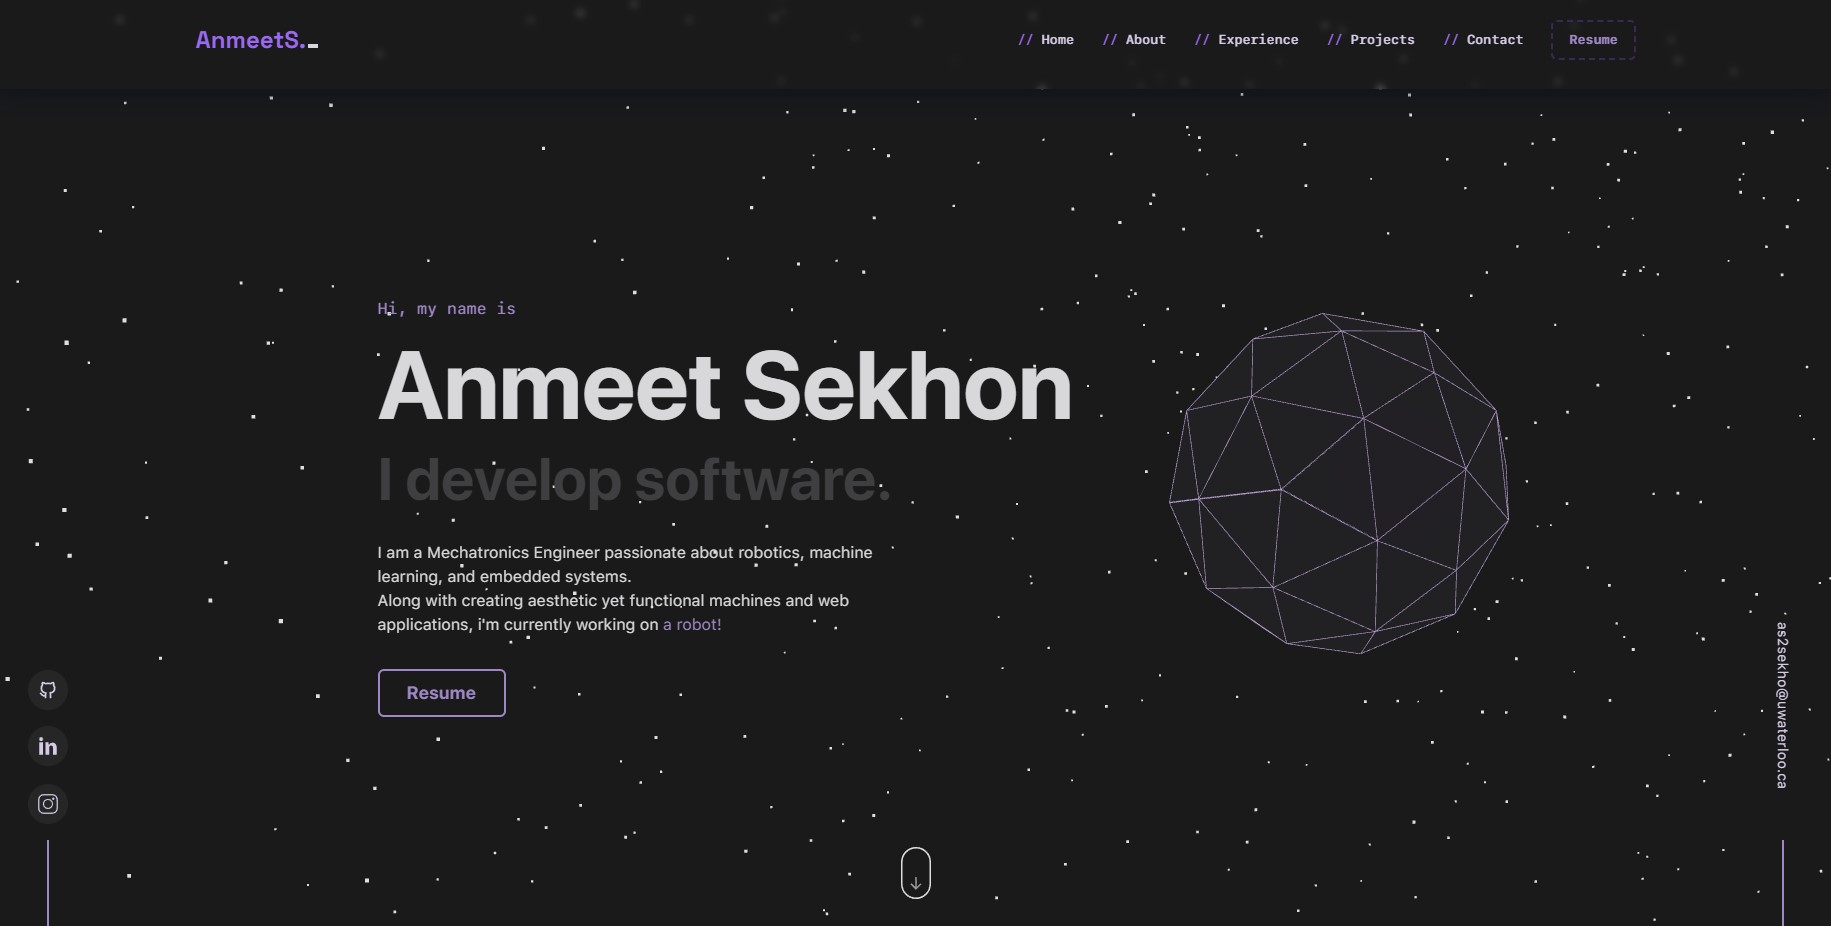 AnmeetS.
// Home // About // Experience // Projects // Contact Resume
Hi, my name is
Anmeet Sekhon
I develop software.
I am a Mechatronics Engineer passionate about robotics, machine
learning, and embedded systems.
Along with creating aesthetic yet functional machines and web
applications, i'm currently working on a robot!
Resume
in
as2sekho@uwaterloo.ca